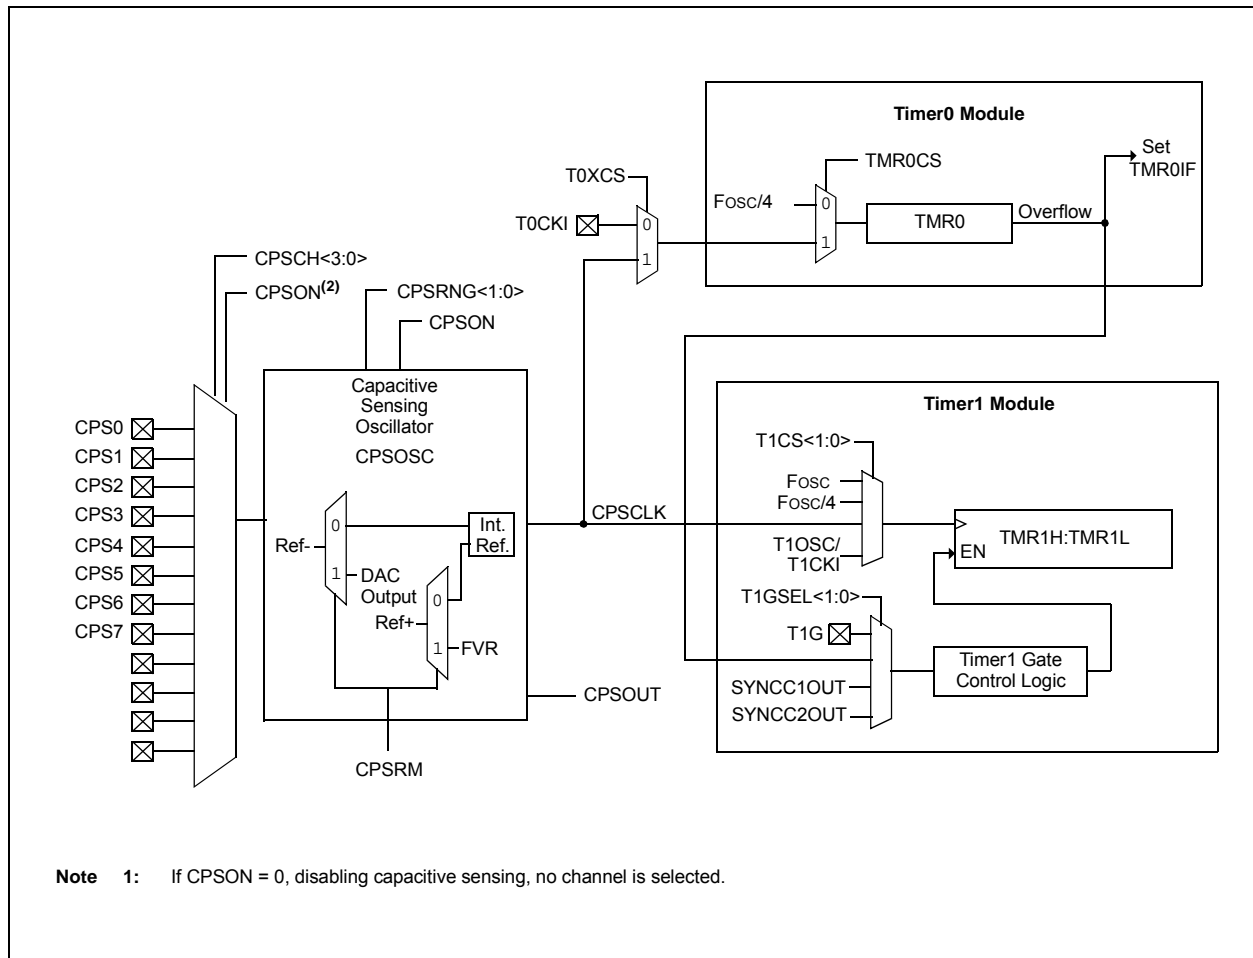 Timer0 Module
Set
TMR0IF
TMR0CS
T0XCS
FOSC/4
0
TMR0
Overflow
T0CKI
0
1
1
CPSCH<3:0>
CPSON(2)
CPSRNG<1:0>
CPSON
Capacitive
Sensing
Oscillator
CPSOSC
Timer1 Module
CPS0
CPS1
CPS2
CPS3
CPS4
CPS5
CPS6
CPS7
T1CS<1:0>
FOSC
FOSC/4
CPSCLK
0
Int.
Ref.
Ref-
1
DAC
Output
0
Ref+
1
FVR
T1OSC/
T1CKI
EN
TMR1H:TMR1L
T1GSEL<1:0>
T1G
Timer1 Gate
Control Logic
SYNCC1OUT
SYNCC2OUT
CPSOUT
CPSRM
Note 1: If CPSON = 0, disabling capacitive sensing, no channel is selected.